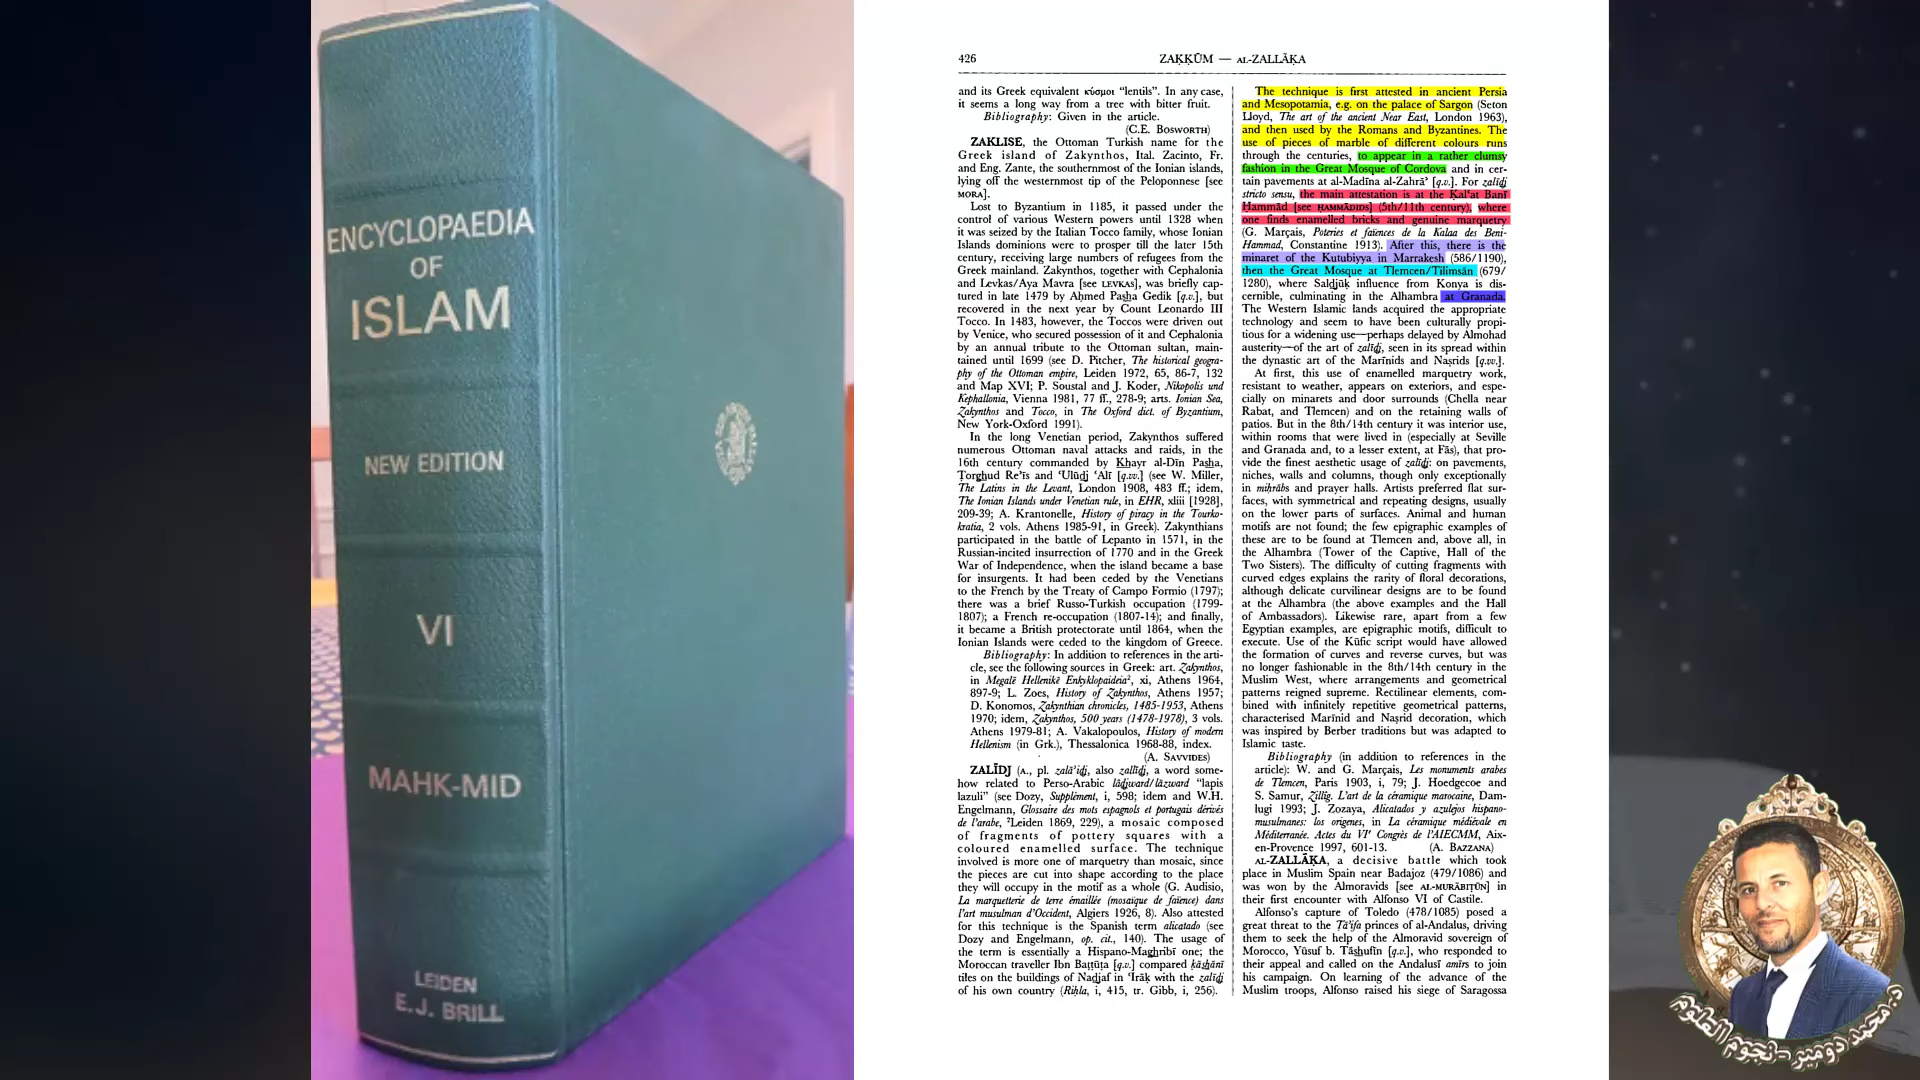 ENCYCLOPAEDIA
OF
ISLAM
NEW EDITION
VI
MAHK-MID
LEIDEN
E.J. BRILL
426
ZAḲḲŪM — AL-ZALLĀḲA
and its Greek equivalent κύαμοι “lentils”. In any case,
it seems a long way from a tree with bitter fruit.
Bibliography: Given in the article.
(C.E. BOSWORTH)
ZAKLISE, the Ottoman Turkish name for the
Greek island of Zakynthos, Ital. Zacinto, Fr.
and Eng. Zante, the southernmost of the Ionian islands,
lying off the westernmost tip of the Peloponnese [see
MORA].
Lost to Byzantium in 1185, it passed under the
control of various Western powers until 1328 when
it was seized by the Italian Tocco family, whose Ionian
Islands dominions were to prosper till the later 15th
century, receiving large numbers of refugees from the
Greek mainland. Zakynthos, together with Cephalonia
and Levkas/Aya Mavra [see LEVKAS], was briefly cap-
tured in late 1479 by Aḥmed Pasha Gedik [q.v.], but
recovered in the next year by Count Leonardo III
Tocco. In 1483, however, the Toccos were driven out
by Venice, who secured possession of it and Cephalonia
by an annual tribute to the Ottoman sultan, main-
tained until 1699 (see D. Pitcher, The historical geogra-
phy of the Ottoman empire, Leiden 1972, 65, 86-7, 132
and Map XVI; P. Soustal and J. Koder, Nikopolis und
Kephallonia, Vienna 1981, 77 ff., 278-9; arts. Ionian Sea,
Zakynthos and Tocco, in The Oxford dict. of Byzantium,
New York-Oxford 1991).
In the long Venetian period, Zakynthos suffered
numerous Ottoman naval attacks and raids, in the
16th century commanded by Khayr al-Dīn Pasha,
Ṭorghud Reʾīs and ʿUlūdj ʿAlī [q.vv.] (see W. Miller,
The Latins in the Levant, London 1908, 483 ff.; idem,
The Ionian Islands under Venetian rule, in EHR, xliii [1928],
209-39; A. Krantonelle, History of piracy in the Tourko-
kratia, 2 vols. Athens 1985-91, in Greek). Zakynthians
participated in the battle of Lepanto in 1571, in the
Russian-incited insurrection of 1770 and in the Greek
War of Independence, when the island became a base
for insurgents. It had been ceded by the Venetians
to the French by the Treaty of Campo Formio (1797);
there was a brief Russo-Turkish occupation (1799-
1807); a French re-occupation (1807-14); and finally,
it became a British protectorate until 1864, when the
Ionian Islands were ceded to the kingdom of Greece.
Bibliography: In addition to references in the arti-
cle, see the following sources in Greek: art. Zakynthos,
in Megalē Hellenikē Enkyklopaideia², xi, Athens 1964,
897-9; L. Zoes, History of Zakynthos, Athens 1957;
D. Konomos, Zakynthian chronicles, 1485-1953, Athens
1970; idem, Zakynthos, 500 years (1478-1978), 3 vols.
Athens 1979-81; A. Vakalopoulos, History of modern
Hellenism (in Grk.), Thessalonica 1968-88, index.
(A. SAVVIDES)
ZALĪDJ (A., pl. zalāʾidj, also zallīdj, a word some-
how related to Perso-Arabic lādjward/lāzward “lapis
lazuli” (see Dozy, Supplément, i, 598; idem and W.H.
Engelmann, Glossaire des mots espagnols et portugais dérivés
de l'arabe, ²Leiden 1869, 229), a mosaic composed
of fragments of pottery squares with a
coloured enamelled surface. The technique
involved is more one of marquetry than mosaic, since
the pieces are cut into shape according to the place
they will occupy in the motif as a whole (G. Audisio,
La marquetterie de terre émaillée (mosaïque de faïence) dans
l'art musulman d'Occident, Algiers 1926, 8). Also attested
for this technique is the Spanish term alicatado (see
Dozy and Engelmann, op. cit., 140). The usage of
the term is essentially a Hispano-Maghribī one; the
Moroccan traveller Ibn Baṭṭūṭa [q.v.] compared ḳāshānī
tiles on the buildings of Nadjaf in ʿIrāḳ with the zalīdj
of his own country (Riḥla, i, 415, tr. Gibb, i, 256).
The technique is first attested in ancient Persia
and Mesopotamia, e.g. on the palace of Sargon (Seton
Lloyd, The art of the ancient Near East, London 1963),
and then used by the Romans and Byzantines. The
use of pieces of marble of different colours runs
through the centuries, to appear in a rather clumsy
fashion in the Great Mosque of Cordova and in cer-
tain pavements at al-Madīna al-Zahrāʾ [q.v.]. For zalīdj
stricto sensu, the main attestation is at the Ḳalʿat Banī
Ḥammād [see ḤAMMĀDIDS] (5th/11th century), where
one finds enamelled bricks and genuine marquetry
(G. Marçais, Poteries et faïences de la Kalaa des Beni-
Hammad, Constantine 1913). After this, there is the
minaret of the Kutubiyya in Marrakesh (586/1190),
then the Great Mosque at Tlemcen/Tilimsān (679/
1280), where Saldjūḳ influence from Konya is dis-
cernible, culminating in the Alhambra at Granada.
The Western Islamic lands acquired the appropriate
technology and seem to have been culturally propi-
tious for a widening use—perhaps delayed by Almohad
austerity—of the art of zalīdj, seen in its spread within
the dynastic art of the Marīnids and Naṣrids [q.vv.].
At first, this use of enamelled marquetry work,
resistant to weather, appears on exteriors, and espe-
cially on minarets and door surrounds (Chella near
Rabat, and Tlemcen) and on the retaining walls of
patios. But in the 8th/14th century it was interior use,
within rooms that were lived in (especially at Seville
and Granada and, to a lesser extent, at Fās), that pro-
vide the finest aesthetic usage of zalīdj: on pavements,
niches, walls and columns, though only exceptionally
in miḥrābs and prayer halls. Artists preferred flat sur-
faces, with symmetrical and repeating designs, usually
on the lower parts of surfaces. Animal and human
motifs are not found; the few epigraphic examples of
these are to be found at Tlemcen and, above all, in
the Alhambra (Tower of the Captive, Hall of the
Two Sisters). The difficulty of cutting fragments with
curved edges explains the rarity of floral decorations,
although delicate curvilinear designs are to be found
at the Alhambra (the above examples and the Hall
of Ambassadors). Likewise rare, apart from a few
Egyptian examples, are epigraphic motifs, difficult to
execute. Use of the Kūfic script would have allowed
the formation of curves and reverse curves, but was
no longer fashionable in the 8th/14th century in the
Muslim West, where arrangements and geometrical
patterns reigned supreme. Rectilinear elements, com-
bined with infinitely repetitive geometrical patterns,
characterised Marīnid and Naṣrid decoration, which
was inspired by Berber traditions but was adapted to
Islamic taste.
Bibliography (in addition to references in the
article): W. and G. Marçais, Les monuments arabes
de Tlemcen, Paris 1903, i, 79; J. Hoedgecoe and
S. Samur, Zillig. L'art de la céramique marocaine, Dam-
lugi 1993; J. Zozaya, Alicatados y azulejos hispano-
musulmanes: los orígenes, in La céramique médiévale en
Méditerranée. Actes du VIᵉ Congrès de l'AIECMM, Aix-
en-Provence 1997, 601-13.
(A. BAZZANA)
AL-ZALLĀḲA, a decisive battle which took
place in Muslim Spain near Badajoz (479/1086) and
was won by the Almoravids [see AL-MURĀBIṬŪN] in
their first encounter with Alfonso VI of Castile.
Alfonso's capture of Toledo (478/1085) posed a
great threat to the Ṭāʾifa princes of al-Andalus, driving
them to seek the help of the Almoravid sovereign of
Morocco, Yūsuf b. Tāshufīn [q.v.], who responded to
their appeal and called on the Andalusī amīrs to join
his campaign. On learning of the advance of the
Muslim troops, Alfonso raised his siege of Saragossa
د.محمد دومير - نجوم العلوم